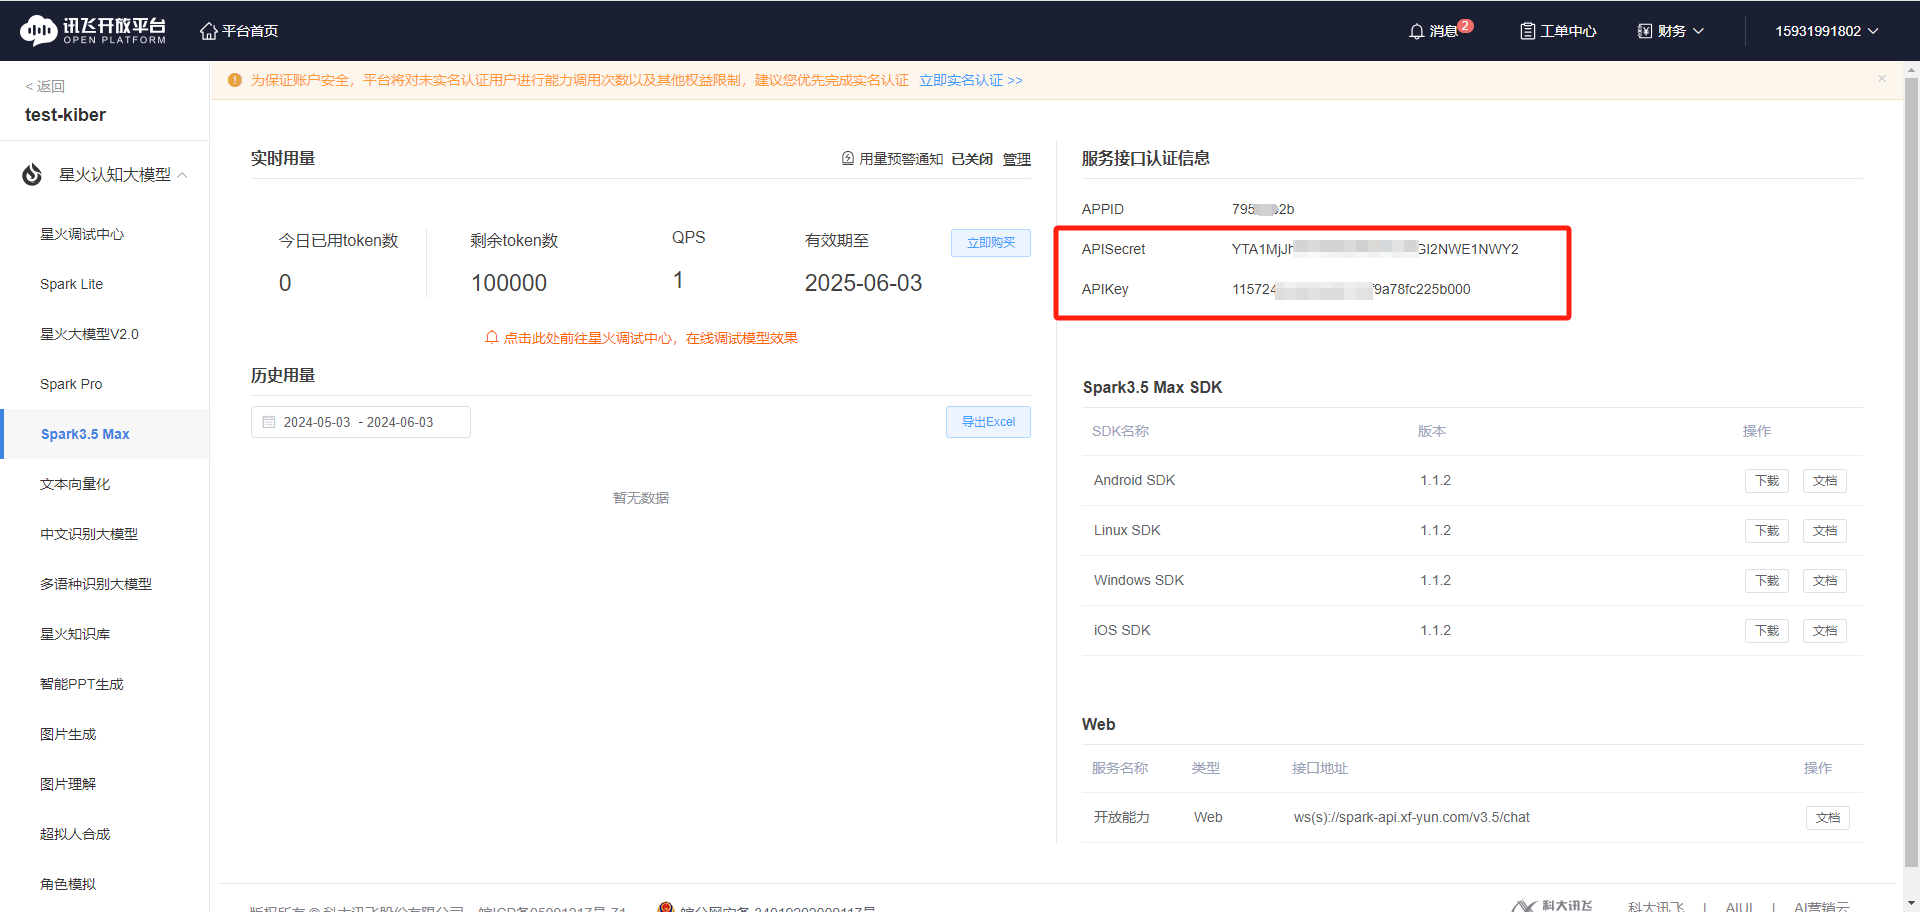 讯飞开放平台
OPEN PLATFORM
平台首页
消息 2
工单中心
财务
15931991802
< 返回
test-kiber
星火认知大模型
星火调试中心
Spark Lite
星火大模型V2.0
Spark Pro
Spark3.5 Max
文本向量化
中文识别大模型
多语种识别大模型
星火知识库
智能PPT生成
图片生成
图片理解
超拟人合成
角色模拟
为保证账户安全，平台将对未实名认证用户进行能力调用次数以及其他权益限制，建议您优先完成实名认证 立即实名认证 >>
实时用量
用量预警通知 已关闭 管理
今日已用token数
0
剩余token数
100000
QPS
1
有效期至
2025-06-03
立即购买
点击此处前往星火调试中心，在线调试模型效果
历史用量
2024-05-03 - 2024-06-03
导出Excel
暂无数据
服务接口认证信息
APPID 795 2b
APISecret YTA1MjJ GI2NWE1NWY2
APIKey 115724 9a78fc225b000
Spark3.5 Max SDK
SDK名称 版本 操作
Android SDK 1.1.2 下载 文档
Linux SDK 1.1.2 下载 文档
Windows SDK 1.1.2 下载 文档
iOS SDK 1.1.2 下载 文档
Web
服务名称 类型 接口地址 操作
开放能力 Web ws(s)://spark-api.xf-yun.com/v3.5/chat 文档
科大讯飞
科大讯飞 | AIUI | AI营销云